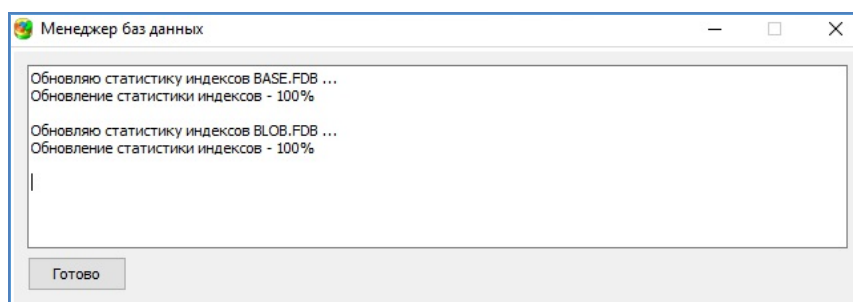 Менеджер баз данных
Обновляю статистику индексов BASE.FDB ...
Обновление статистики индексов - 100%
Обновляю статистику индексов BLOB.FDB ...
Обновление статистики индексов - 100%
Готово